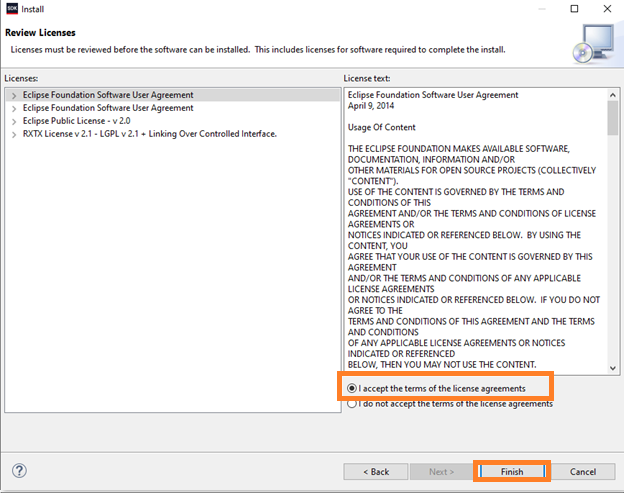 SDK Install
Review Licenses
Licenses must be reviewed before the software can be installed.  This includes licenses for software required to complete the install.
Licenses:
Eclipse Foundation Software User Agreement
Eclipse Foundation Software User Agreement
Eclipse Public License - v 2.0
RXTX License v 2.1 - LGPL v 2.1 + Linking Over Controlled Interface.
License text:
Eclipse Foundation Software User Agreement
April 9, 2014
Usage Of Content
THE ECLIPSE FOUNDATION MAKES AVAILABLE SOFTWARE,
DOCUMENTATION, INFORMATION AND/OR
OTHER MATERIALS FOR OPEN SOURCE PROJECTS (COLLECTIVELY
"CONTENT").
USE OF THE CONTENT IS GOVERNED BY THE TERMS AND
CONDITIONS OF THIS
AGREEMENT AND/OR THE TERMS AND CONDITIONS OF LICENSE
AGREEMENTS OR
NOTICES INDICATED OR REFERENCED BELOW.  BY USING THE
CONTENT, YOU
AGREE THAT YOUR USE OF THE CONTENT IS GOVERNED BY THIS
AGREEMENT
AND/OR THE TERMS AND CONDITIONS OF ANY APPLICABLE
LICENSE AGREEMENTS
OR NOTICES INDICATED OR REFERENCED BELOW.  IF YOU DO NOT
AGREE TO THE
TERMS AND CONDITIONS OF THIS AGREEMENT AND THE TERMS
AND CONDITIONS
OF ANY APPLICABLE LICENSE AGREEMENTS OR NOTICES
INDICATED OR REFERENCED
BELOW, THEN YOU MAY NOT USE THE CONTENT.
I accept the terms of the license agreements
I do not accept the terms of the license agreements
? < Back Next > Finish Cancel